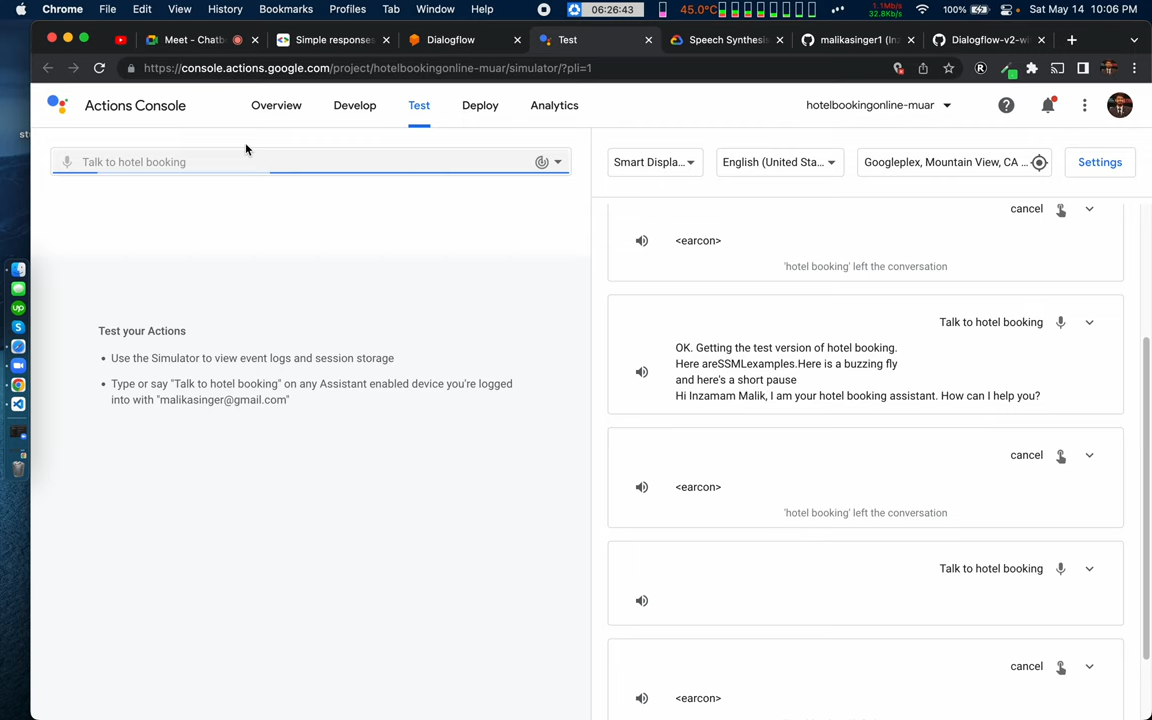 Chrome File Edit View History Bookmarks Profiles Tab Window Help 06:26:43 45.0°C 1.1Mb/s 32.8Kb/s 100% Sat May 14 10:06 PM
Meet - Chatb
Simple responses
Dialogflow
Test
Speech Synthesis
malikasinger1 (Inz
Dialogflow-v2-wi
https://console.actions.google.com/project/hotelbookingonline-muar/simulator/?pli=1
Actions Console Overview Develop Test Deploy Analytics hotelbookingonline-muar
Talk to hotel booking
Smart Displa... English (United Sta... Googleplex, Mountain View, CA ... Settings
cancel
<earcon>
'hotel booking' left the conversation
Talk to hotel booking
OK. Getting the test version of hotel booking.
Here areSSMLexamples.Here is a buzzing fly
and here's a short pause
Hi Inzamam Malik, I am your hotel booking assistant. How can I help you?
cancel
<earcon>
'hotel booking' left the conversation
Talk to hotel booking
cancel
<earcon>
Test your Actions
• Use the Simulator to view event logs and session storage
• Type or say "Talk to hotel booking" on any Assistant enabled device you're logged
into with "malikasinger@gmail.com"
up